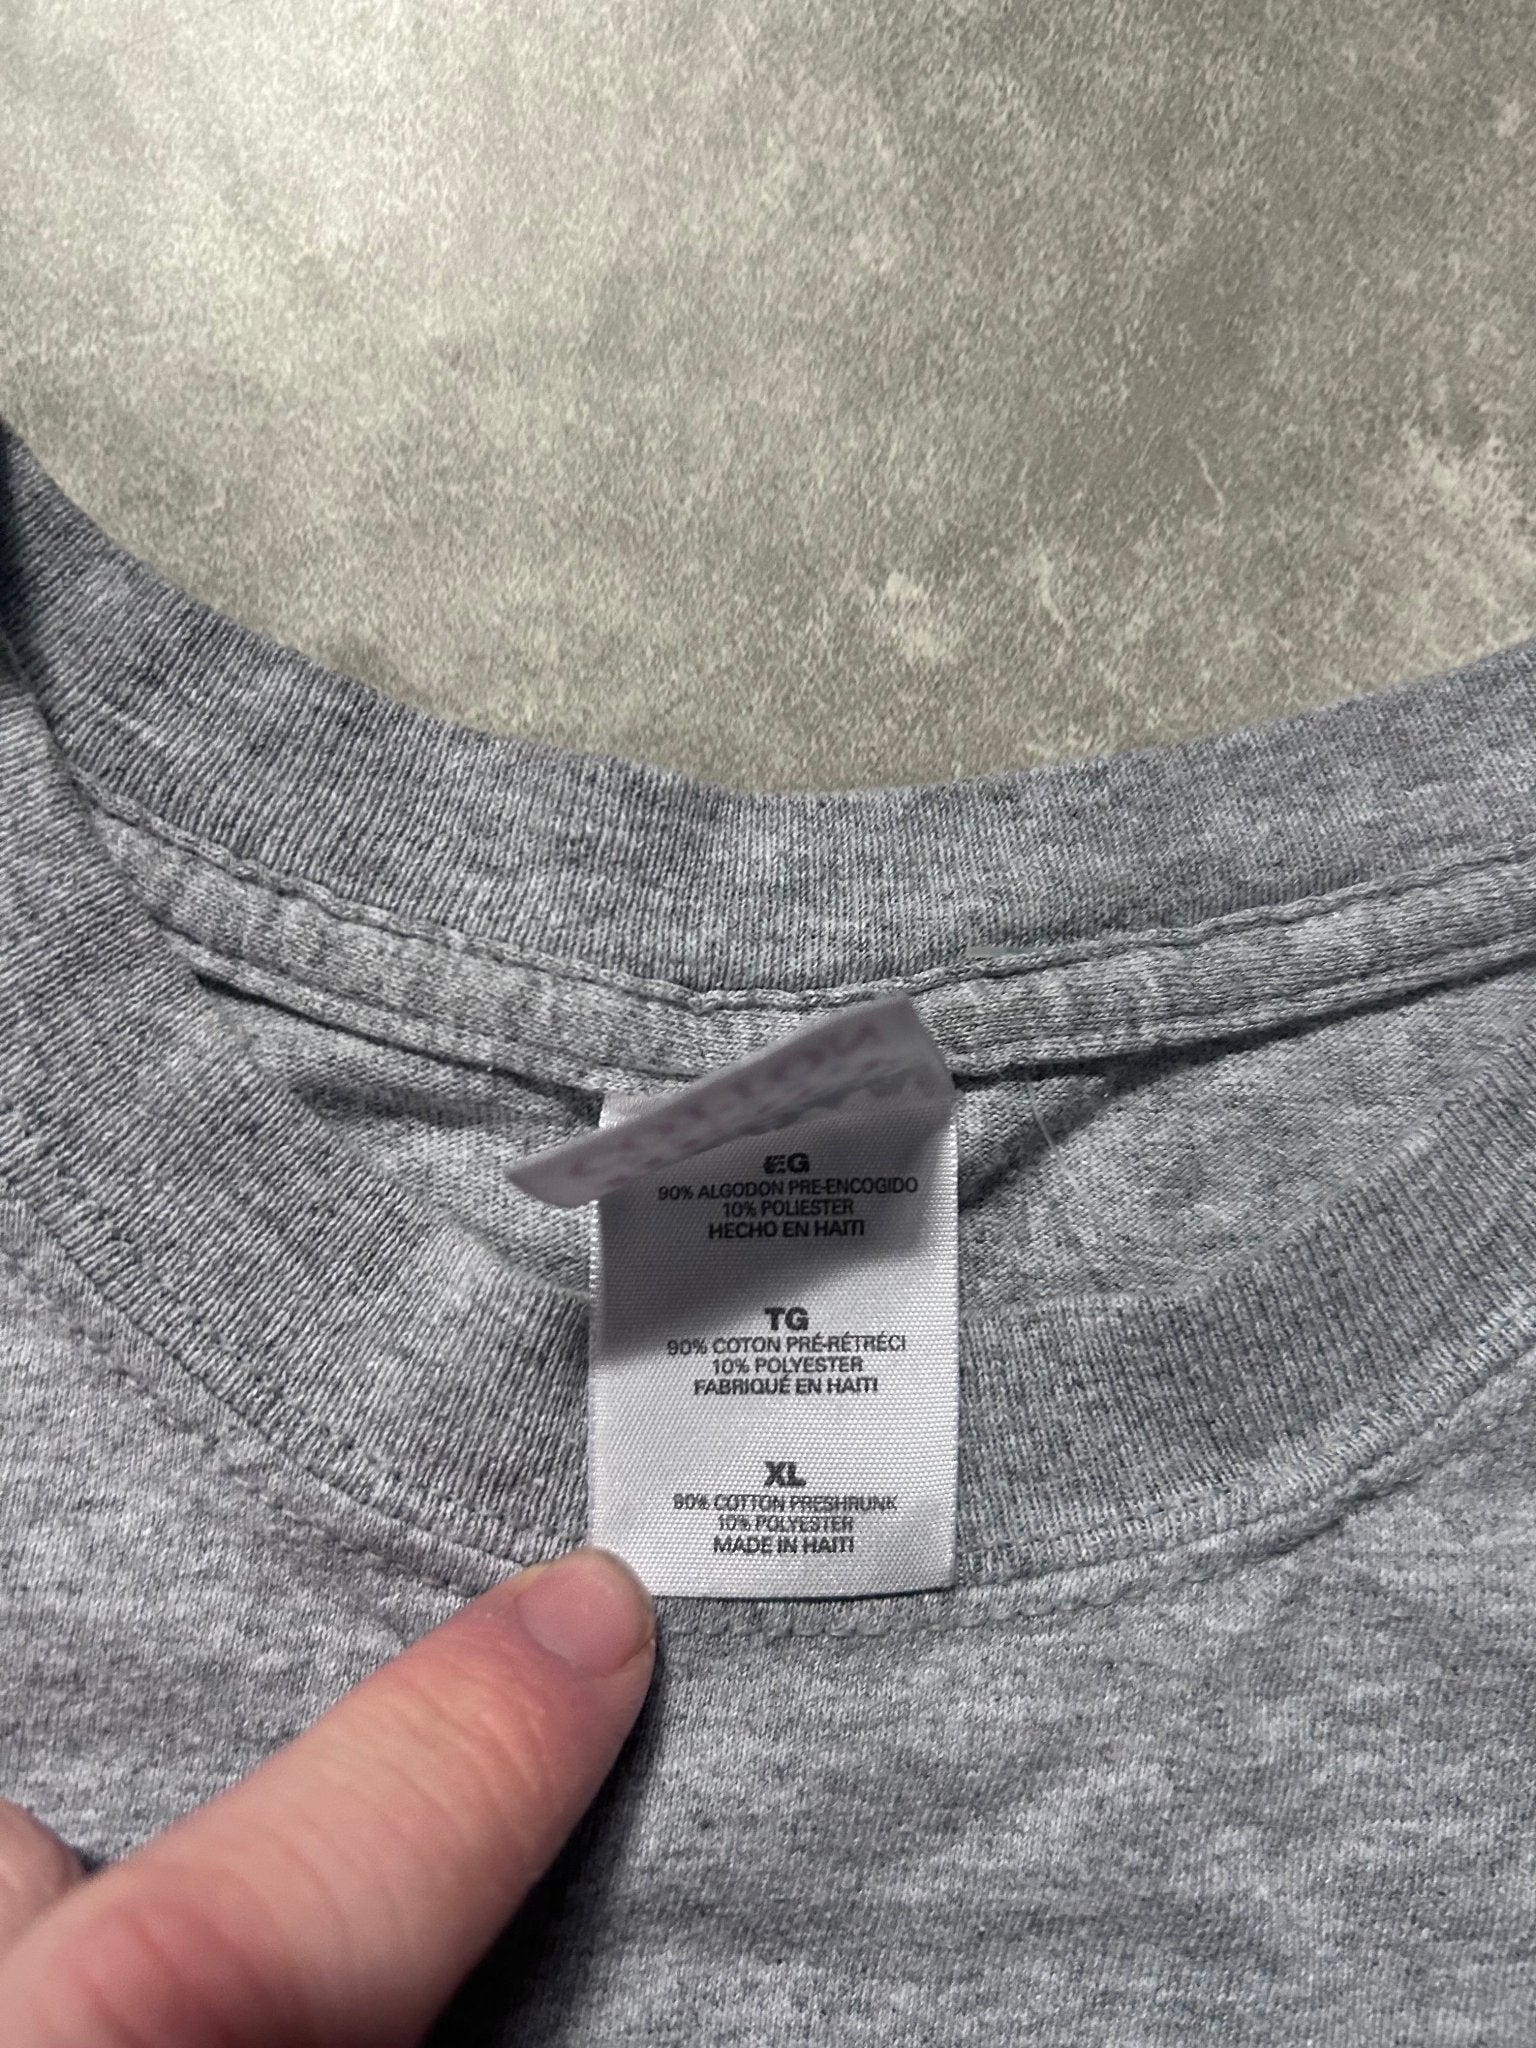 EG
90% ALGODON PRE-ENCOGIDO
10% POLIESTER
HECHO EN HAITI
TG
90% COTON PRÉ-RÉTRÉCI
10% POLYESTER
FABRIQUÉ EN HAITI
XL
90% COTTON PRESHRUNK
10% POLYESTER
MADE IN HAITI